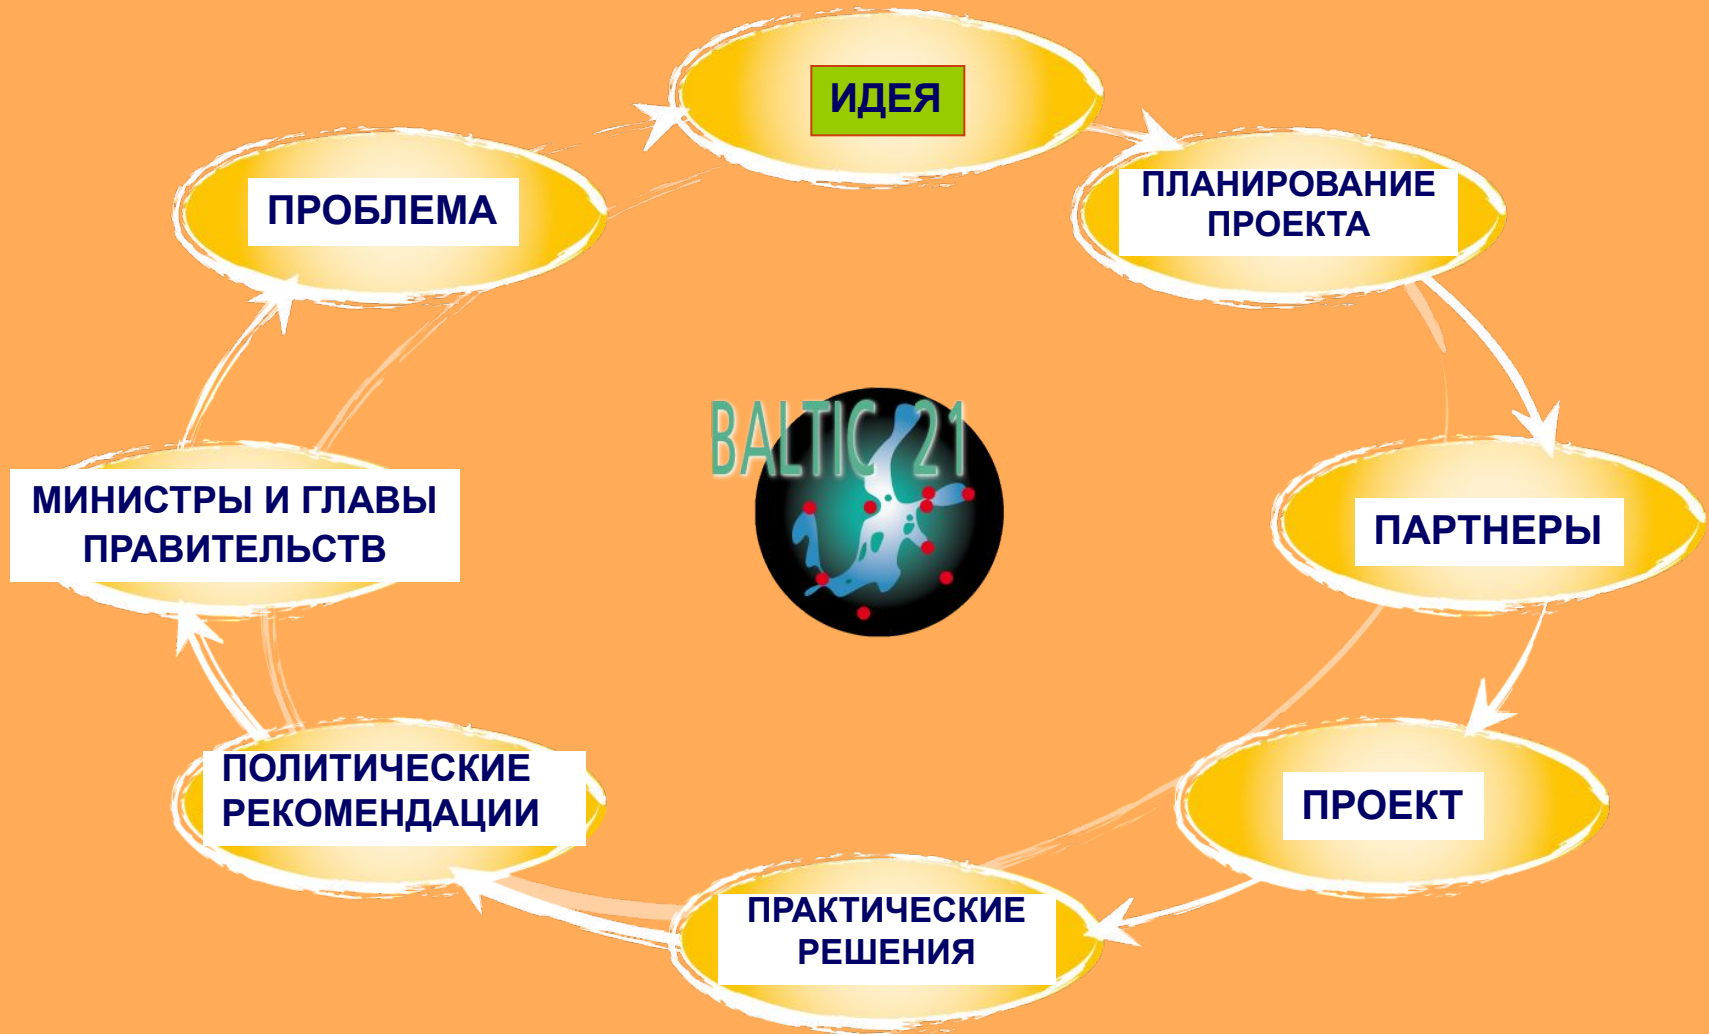 ИДЕЯ
ПЛАНИРОВАНИЕ
ПРОЕКТА
ПАРТНЕРЫ
ПРОЕКТ
ПРАКТИЧЕСКИЕ
РЕШЕНИЯ
ПОЛИТИЧЕСКИЕ
РЕКОМЕНДАЦИИ
МИНИСТРЫ И ГЛАВЫ
ПРАВИТЕЛЬСТВ
ПРОБЛЕМА
BALTIC 21